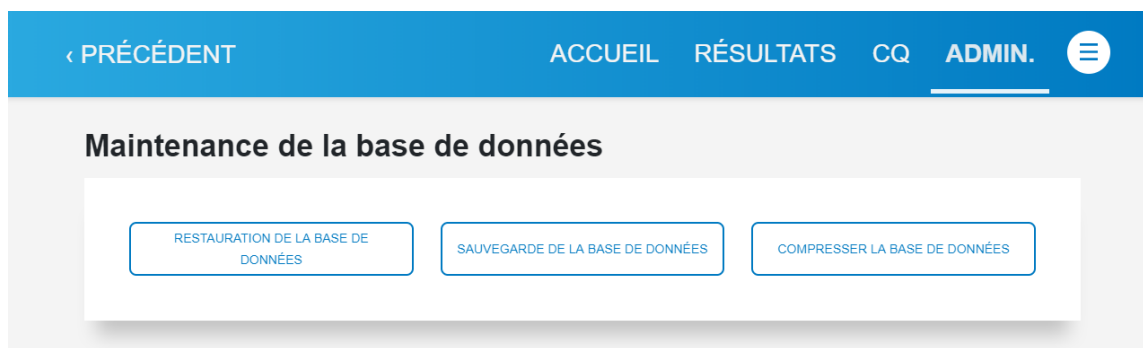 ‹ PRÉCÉDENT ACCUEIL RÉSULTATS CQ ADMIN.
Maintenance de la base de données
RESTAURATION DE LA BASE DE
DONNÉES
SAUVEGARDE DE LA BASE DE DONNÉES
COMPRESSER LA BASE DE DONNÉES